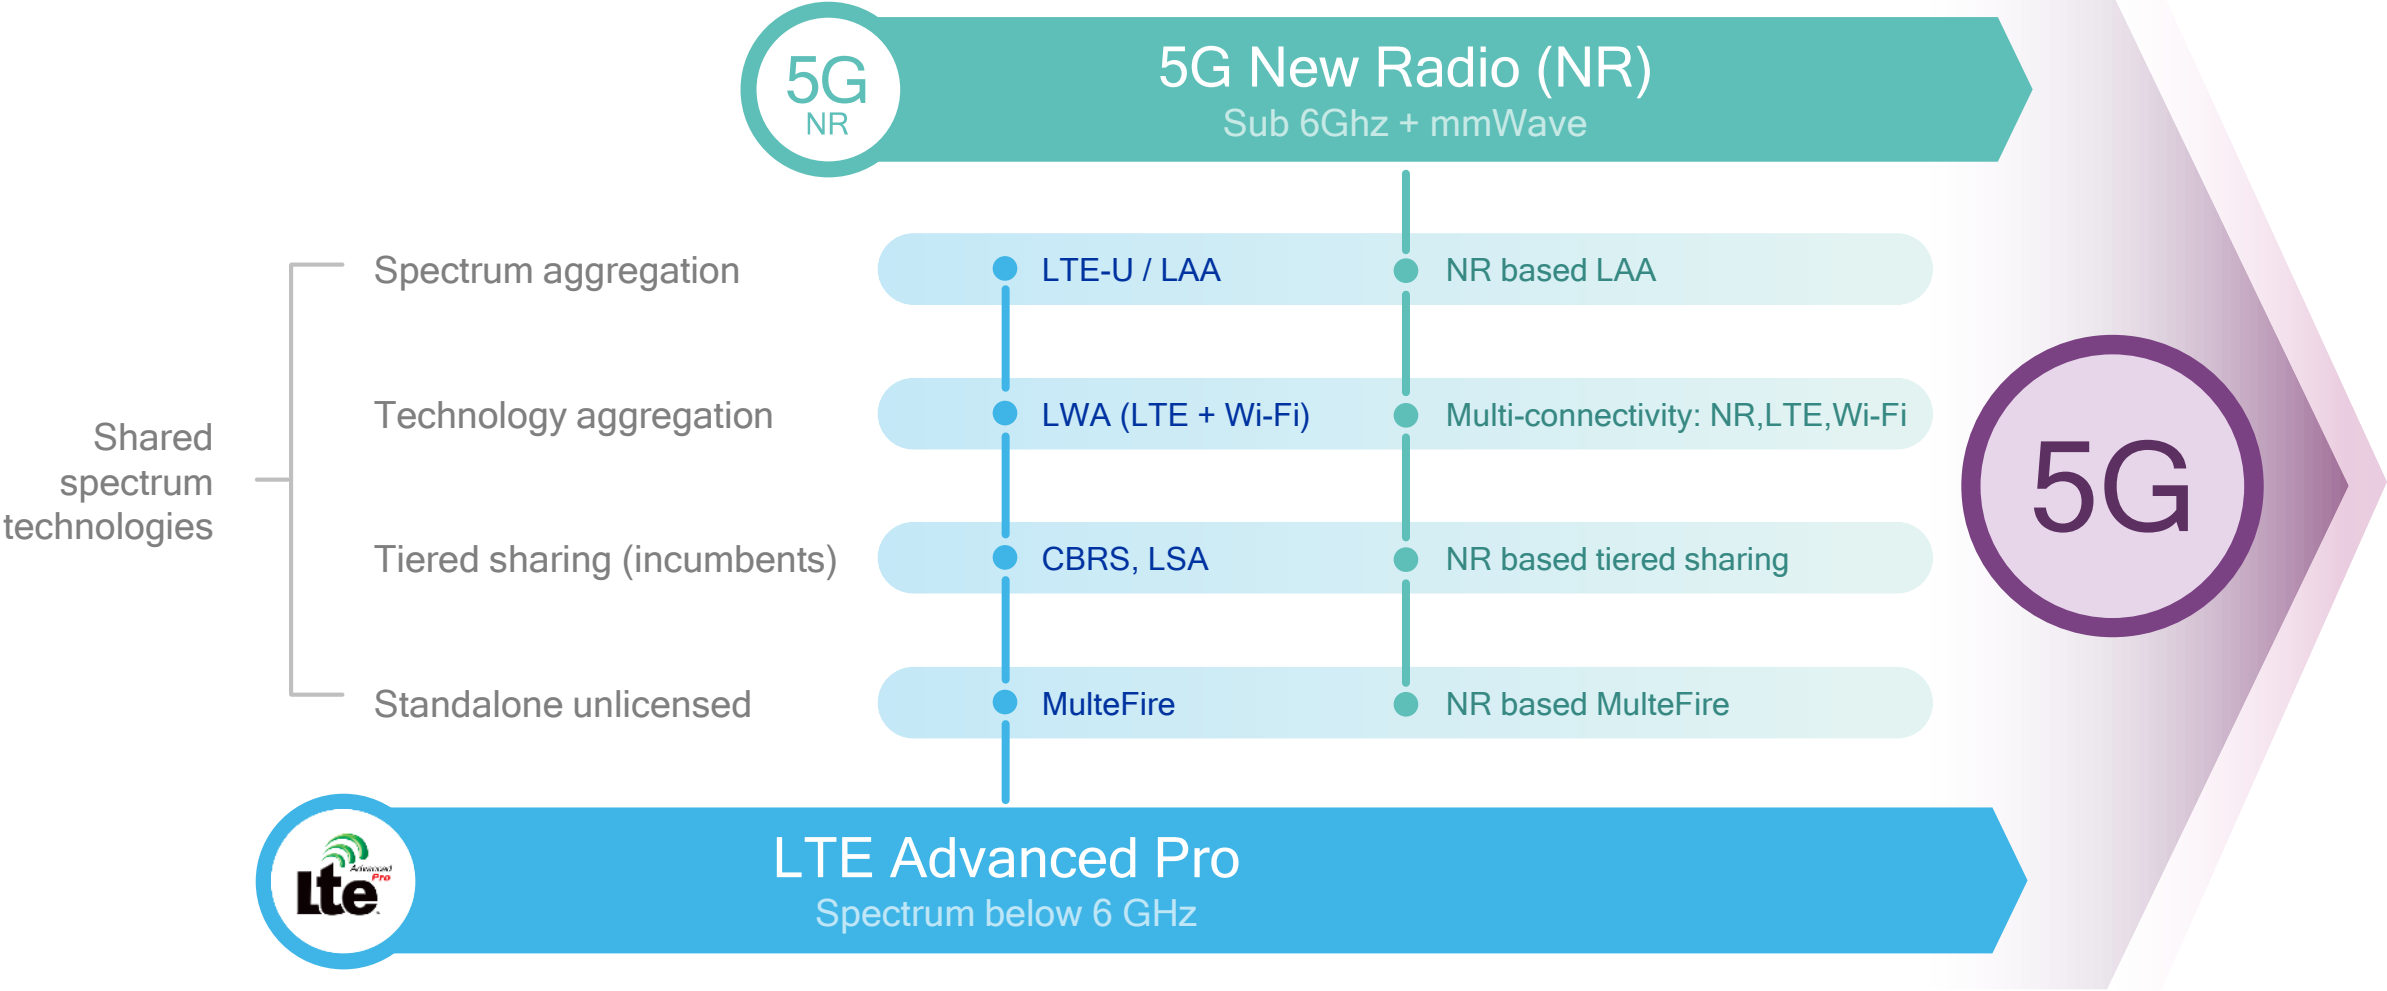 5G
NR
5G New Radio (NR)
Sub 6Ghz + mmWave
Shared
spectrum
technologies
Spectrum aggregation
LTE-U / LAA
NR based LAA
Technology aggregation
LWA (LTE + Wi-Fi)
Multi-connectivity: NR,LTE,Wi-Fi
Tiered sharing (incumbents)
CBRS, LSA
NR based tiered sharing
Standalone unlicensed
MulteFire
NR based MulteFire
5G
Lte
Advanced
Pro
LTE Advanced Pro
Spectrum below 6 GHz